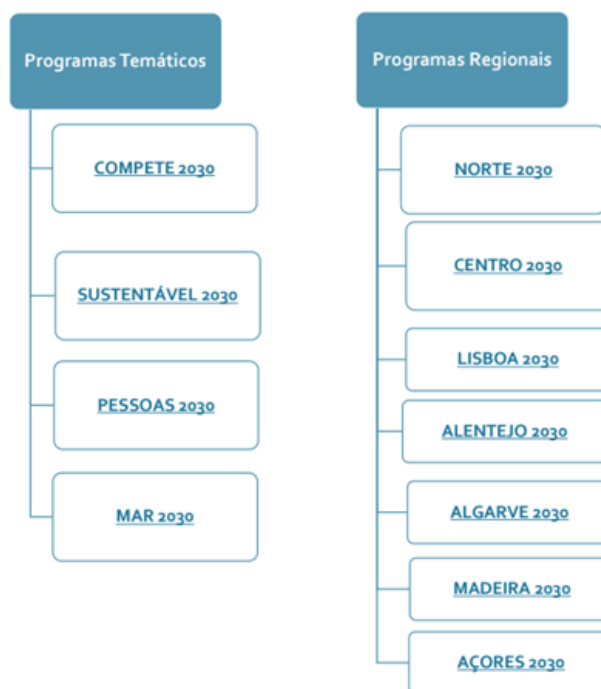 Programas Temáticos
COMPETE 2030
SUSTENTÁVEL 2030
PESSOAS 2030
MAR 2030
Programas Regionais
NORTE 2030
CENTRO 2030
LISBOA 2030
ALENTEJO 2030
ALGARVE 2030
MADEIRA 2030
AÇORES 2030